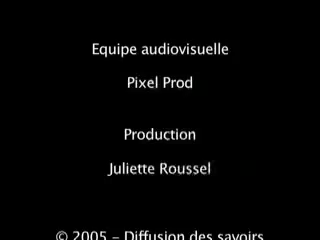 Equipe audiovisuelle
Pixel Prod
Production
Juliette Roussel
© 2005 - Diffusion des savoirs